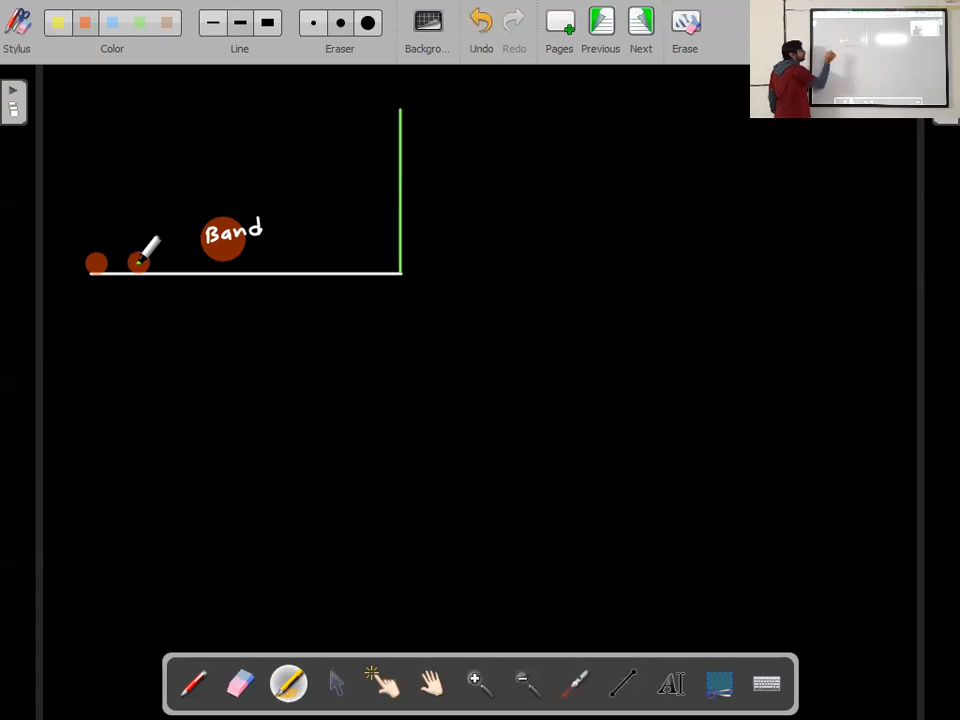 Stylus
Color
Line
Eraser
Backgro...
Undo
Redo
Pages
Previous
Next
Erase
Band